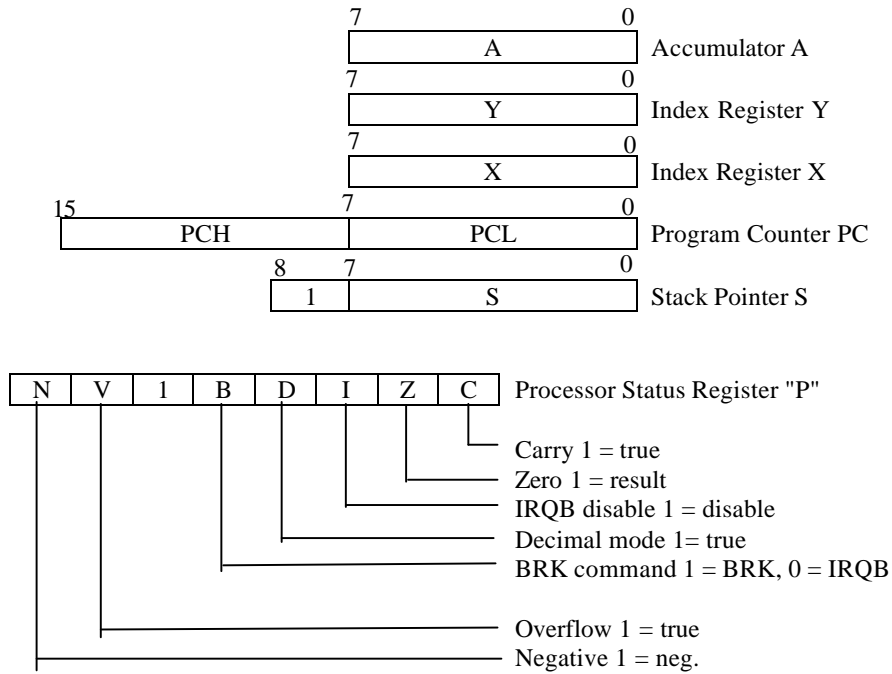 7 0
A Accumulator A
7 0
Y Index Register Y
7 0
X Index Register X
15 7 0
PCH PCL Program Counter PC
8 7 0
1 S Stack Pointer S
N V 1 B D I Z C Processor Status Register "P"
Carry 1 = true
Zero 1 = result
IRQB disable 1 = disable
Decimal mode 1= true
BRK command 1 = BRK, 0 = IRQB
Overflow 1 = true
Negative 1 = neg.